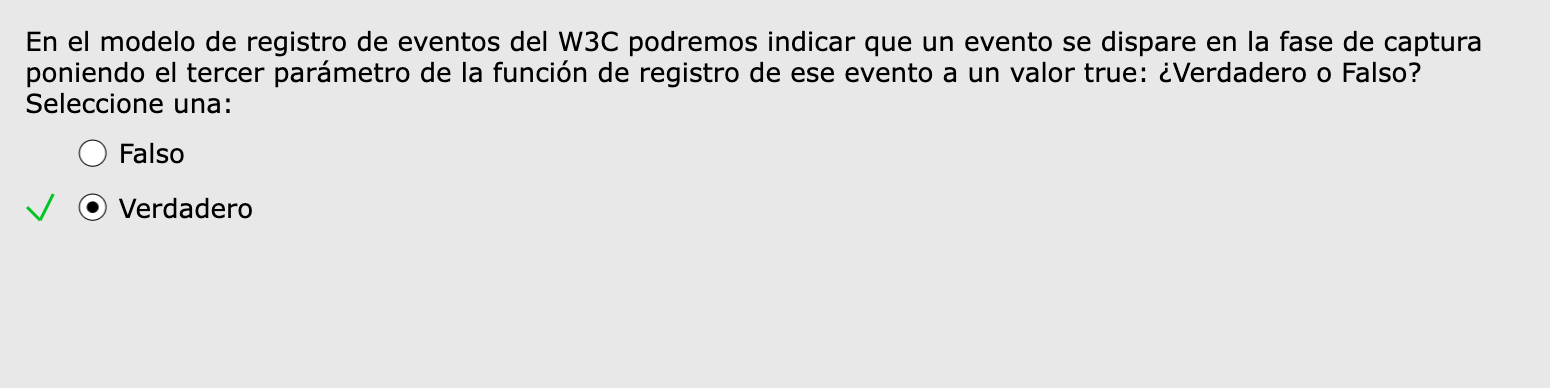 En el modelo de registro de eventos del W3C podremos indicar que un evento se dispare en la fase de captura
poniendo el tercer parámetro de la función de registro de ese evento a un valor true: ¿Verdadero o Falso?
Seleccione una:
Falso
Verdadero